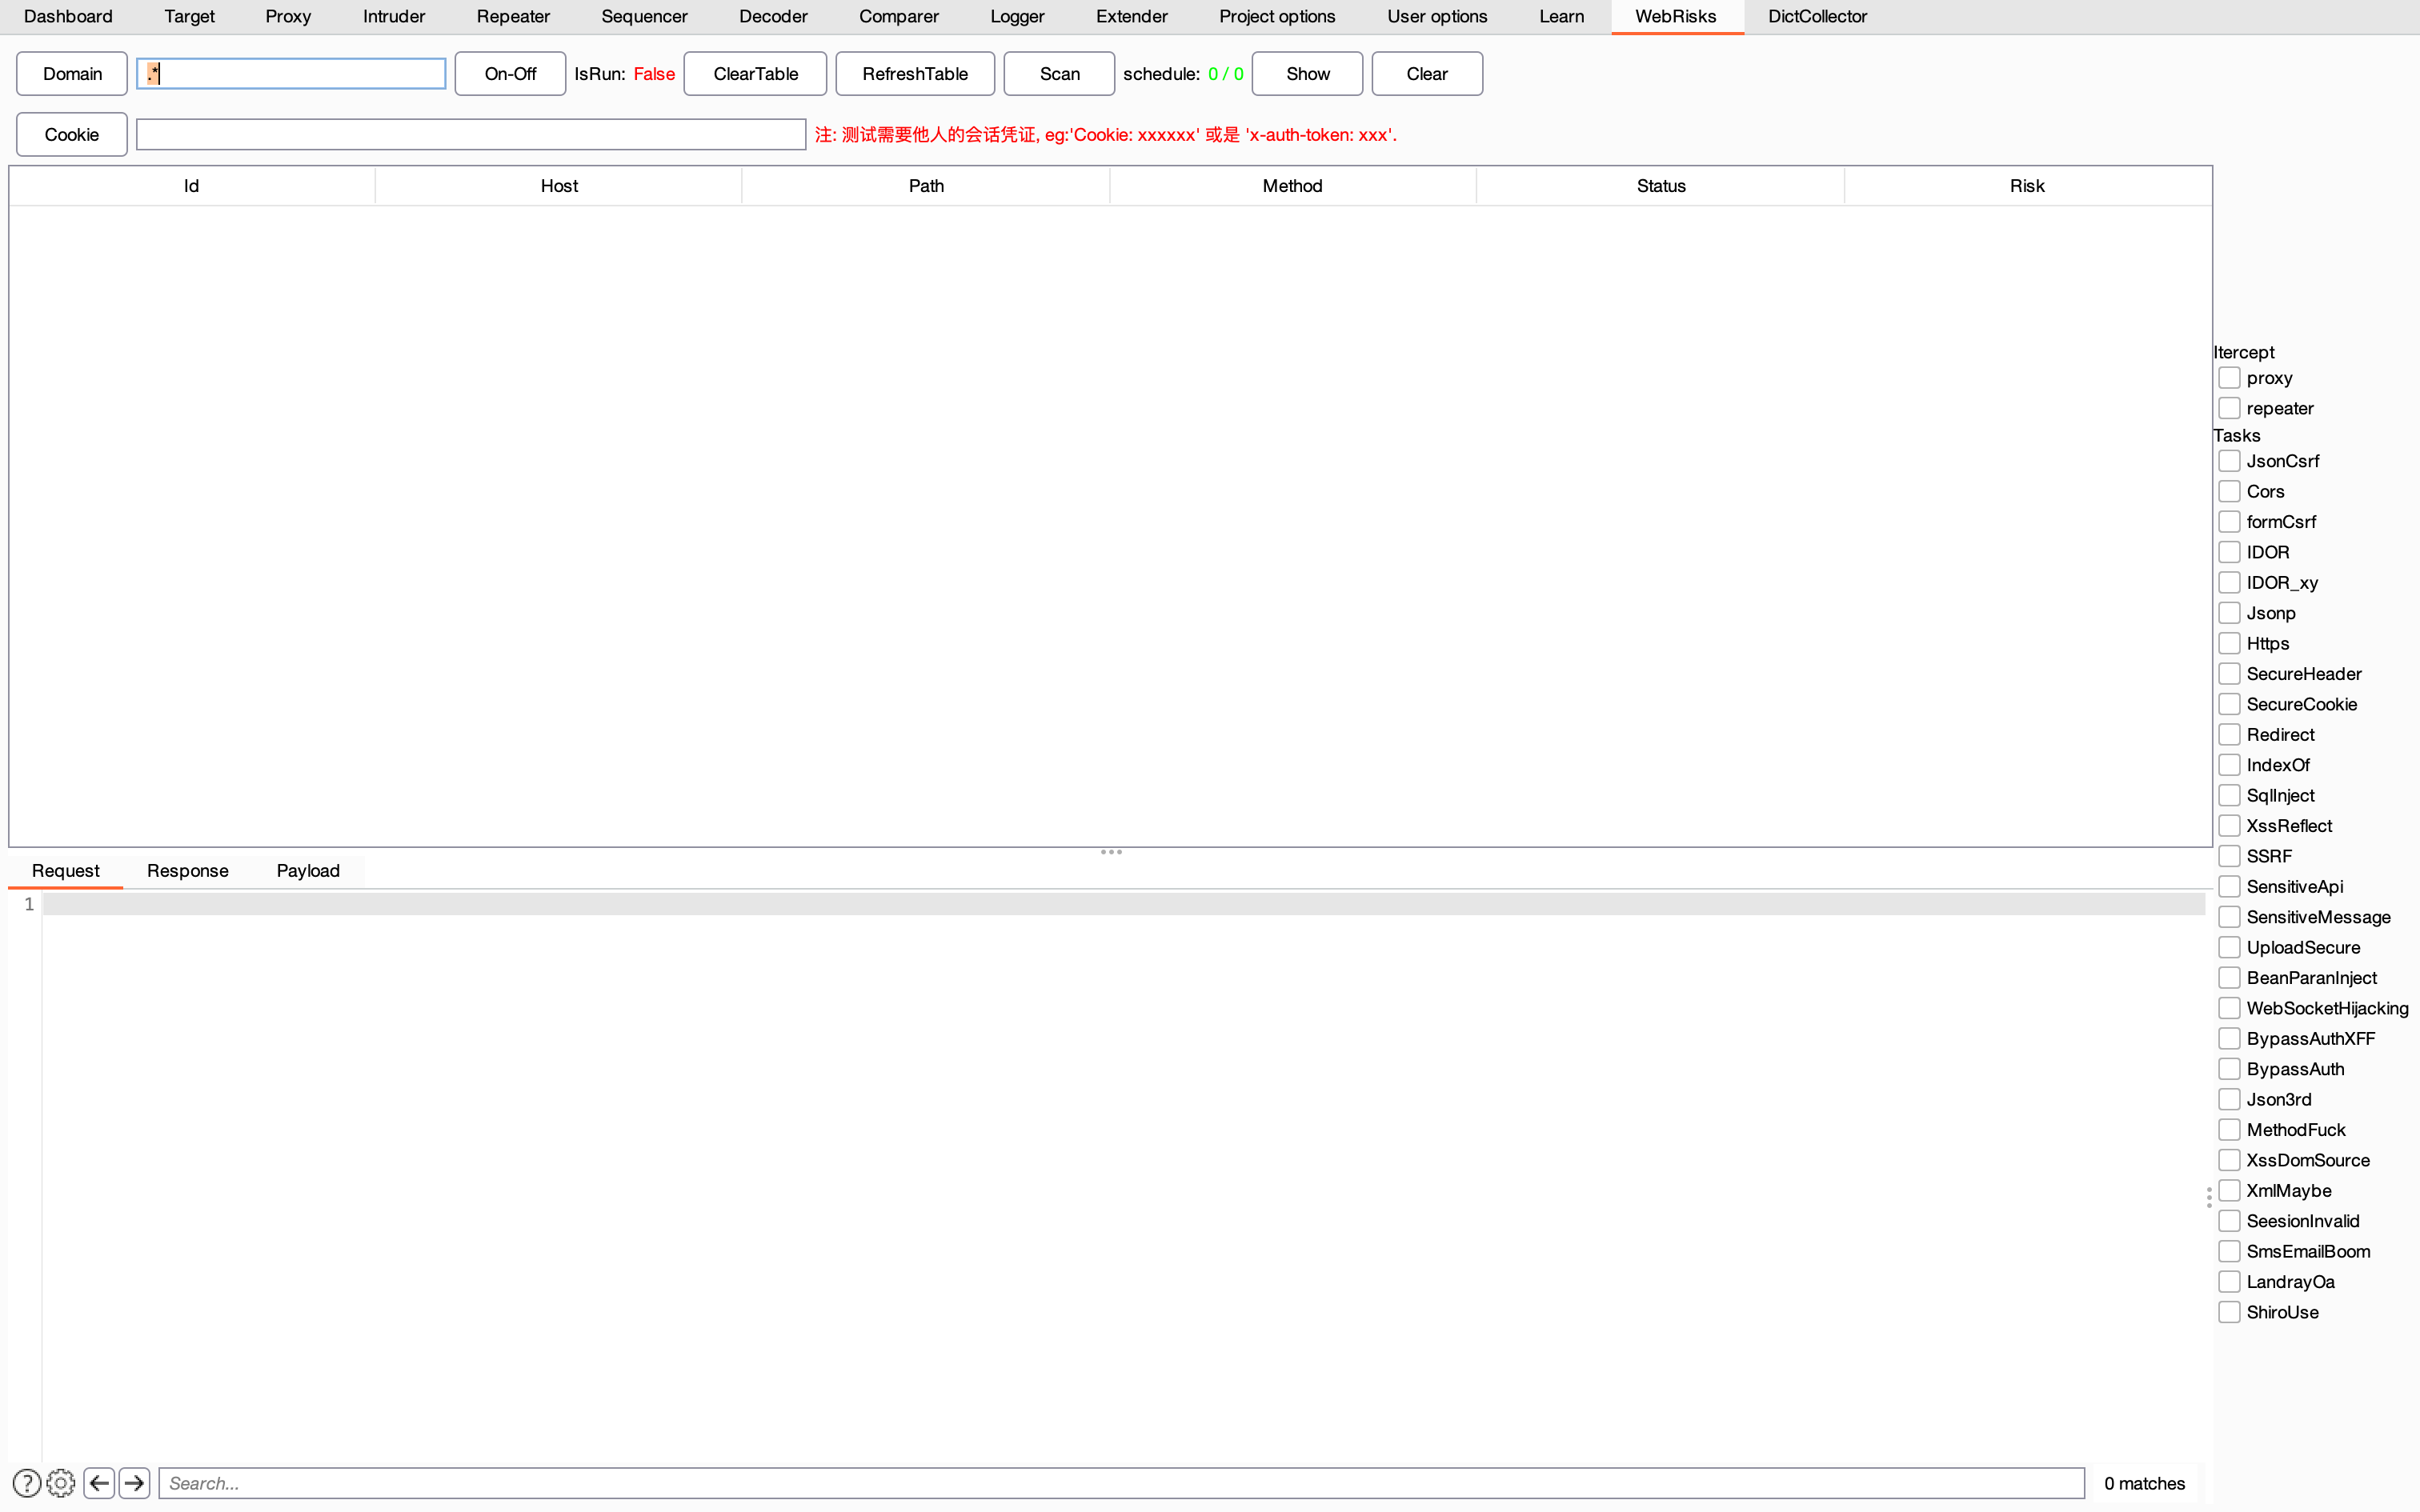 Dashboard Target Proxy Intruder Repeater Sequencer Decoder Comparer Logger Extender Project options User options Learn WebRisks DictCollector
Domain .* On-Off IsRun: False ClearTable RefreshTable Scan schedule: 0 / 0 Show Clear
Cookie 注: 测试需要他人的会话凭证, eg:'Cookie: xxxxxx' 或是 'x-auth-token: xxx'.
Id Host Path Method Status Risk
Itercept
proxy
repeater
Tasks
JsonCsrf
Cors
formCsrf
IDOR
IDOR_xy
Jsonp
Https
SecureHeader
SecureCookie
Redirect
IndexOf
SqlInject
XssReflect
SSRF
SensitiveApi
SensitiveMessage
UploadSecure
BeanParanInject
WebSocketHijacking
BypassAuthXFF
BypassAuth
Json3rd
MethodFuck
XssDomSource
XmlMaybe
SeesionInvalid
SmsEmailBoom
LandrayOa
ShiroUse
Request Response Payload
1
? Search... 0 matches